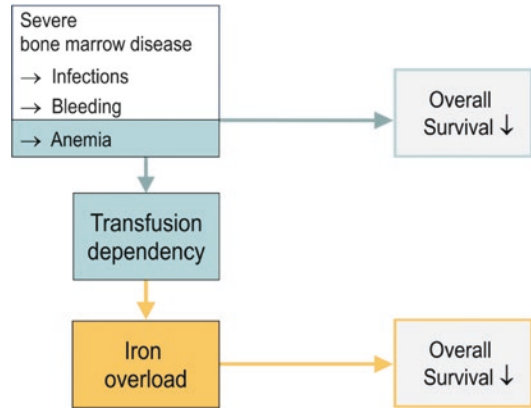 Severe
bone marrow disease
→ Infections
→ Bleeding
→ Anemia
Overall
Survival ↓
Transfusion
dependency
Iron
overload
Overall
Survival ↓